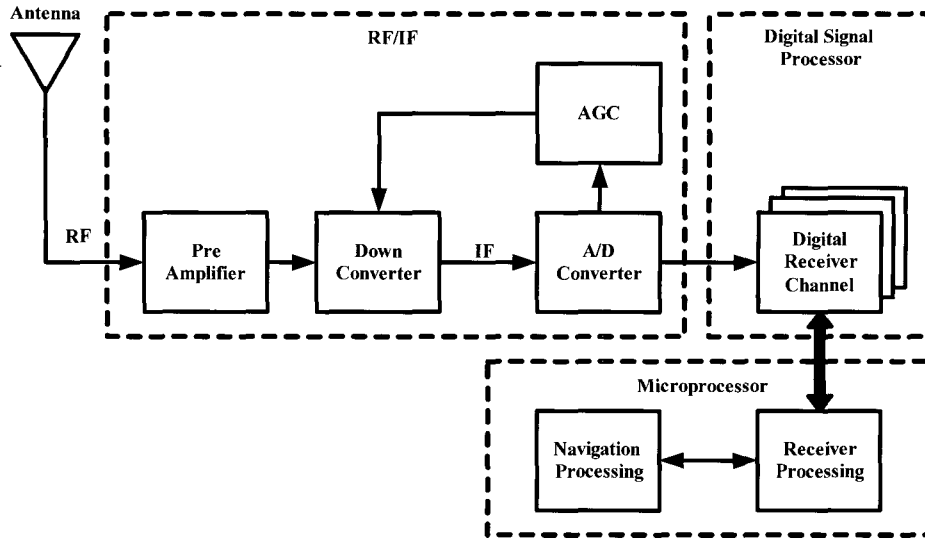 Antenna
RF/IF
Digital Signal
Processor
AGC
RF
Pre
Amplifier
Down
Converter
IF
A/D
Converter
Digital
Receiver
Channel
Microprocessor
Navigation
Processing
Receiver
Processing